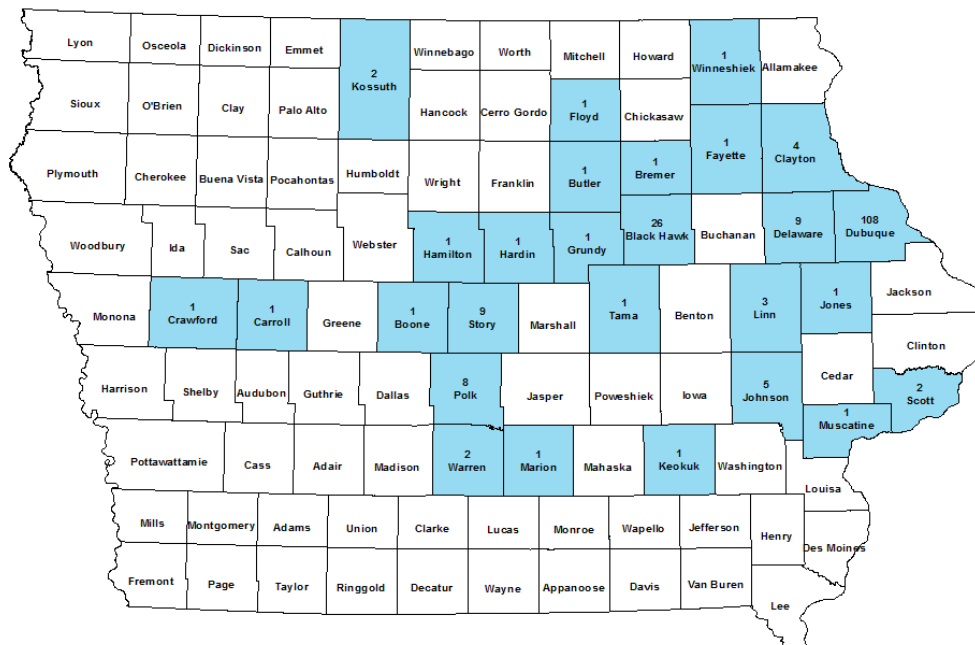 Lyon
Osceola
Dickinson
Emmet
2
Kossuth
Winnebago
Worth
Mitchell
Howard
1
Winneshiek
Allamakee
Sioux
O'Brien
Clay
Palo Alto
Hancock
Cerro Gordo
1
Floyd
Chickasaw
1
Fayette
4
Clayton
Plymouth
Cherokee
Buena Vista
Pocahontas
Humboldt
Wright
Franklin
1
Butler
1
Bremer
Woodbury
Ida
Sac
Calhoun
Webster
1
Hamilton
1
Hardin
1
Grundy
26
Black Hawk
Buchanan
9
Delaware
108
Dubuque
Monona
1
Crawford
1
Carroll
Greene
1
Boone
9
Story
Marshall
1
Tama
Benton
3
Linn
1
Jones
Jackson
Clinton
Harrison
Shelby
Audubon
Guthrie
Dallas
8
Polk
Jasper
Poweshiek
Iowa
5
Johnson
Cedar
2
Scott
1
Muscatine
Pottawattamie
Cass
Adair
Madison
2
Warren
1
Marion
Mahaska
1
Keokuk
Washington
Louisa
Mills
Montgomery
Adams
Union
Clarke
Lucas
Monroe
Wapello
Jefferson
Henry
Des Moines
Fremont
Page
Taylor
Ringgold
Decatur
Wayne
Appanoose
Davis
Van Buren
Lee